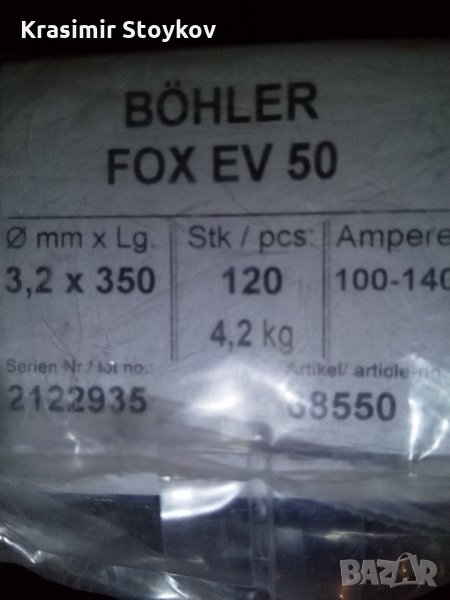 Krasimir Stoykov
BÖHLER
FOX EV 50
Ø mm x Lg. Stk / pcs: Ampere
3,2 x 350 120 100-140
4,2 kg
Serien Nr./ lot no.: Artikel/ article-no
2122935 68550
BAZAR